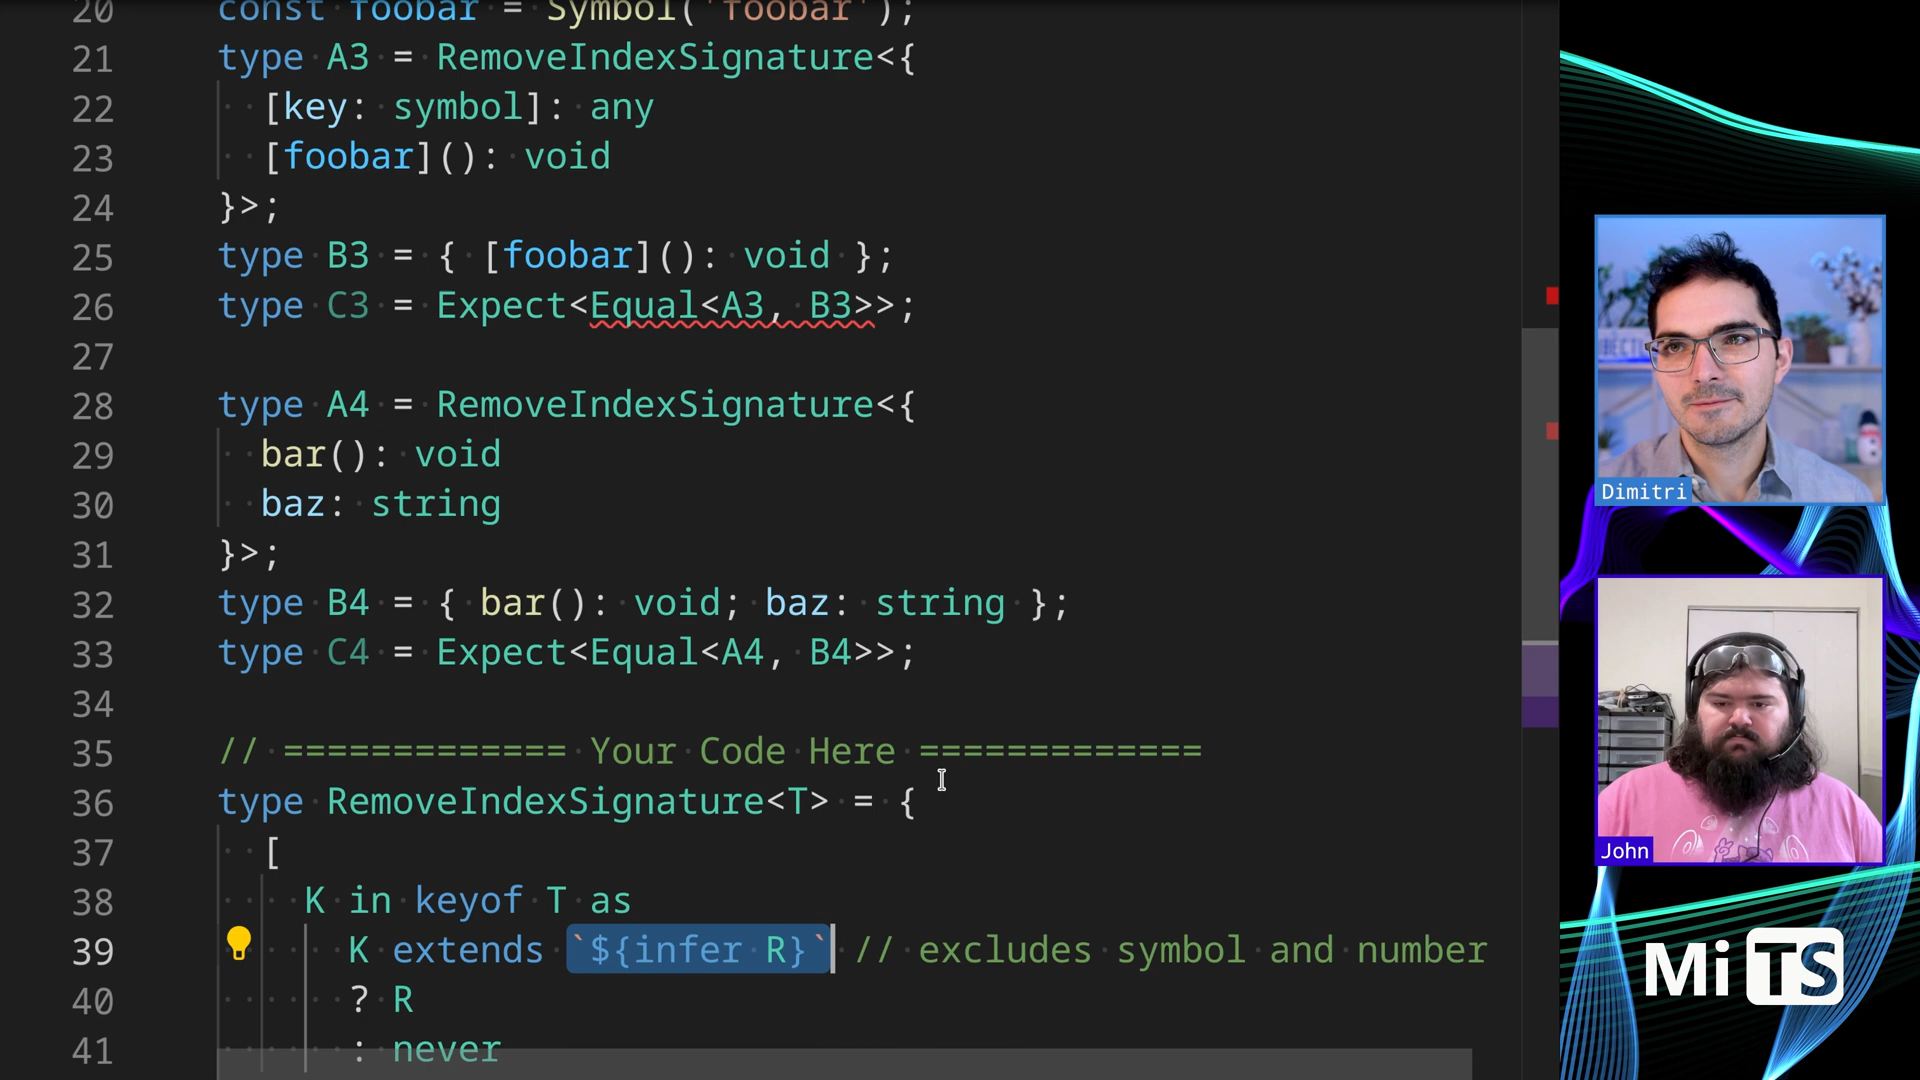 20 const foobar = Symbol('foobar');
21 type A3 = RemoveIndexSignature<{
22 [key: symbol]: any
23 [foobar](): void
24 }>;
25 type B3 = { [foobar](): void };
26 type C3 = Expect<Equal<A3, B3>>;
27
28 type A4 = RemoveIndexSignature<{
29 bar(): void
30 baz: string
31 }>;
32 type B4 = { bar(): void; baz: string };
33 type C4 = Expect<Equal<A4, B4>>;
34
35 // ============= Your Code Here =============
36 type RemoveIndexSignature<T> = {
37 [
38 K in keyof T as
39 K extends `${infer R}` // excludes symbol and number
40 ? R
41 : never
Dimitri
John
Mi TS